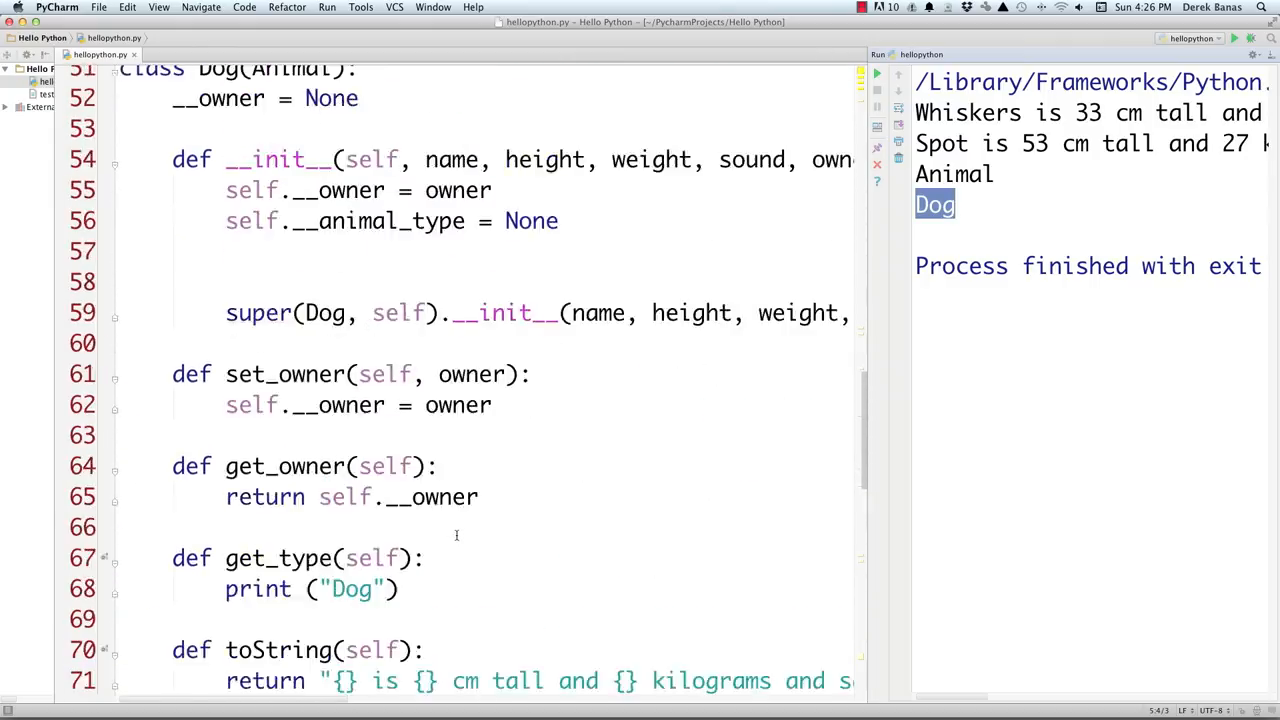 PyCharm File Edit View Navigate Code Refactor Run Tools VCS Window Help 10 Sun 4:26 PM Derek Banas
hellopython.py - Hello Python - [~/PycharmProjects/Hello Python]
Hello Python hellopython.py hellopython
hellopython.py
Run hellopython
Hello P
hell
test
Externa
51 class Dog(Animal):
52 __owner = None
53
54 def __init__(self, name, height, weight, sound, own
55 self.__owner = owner
56 self.__animal_type = None
57
58
59 super(Dog, self).__init__(name, height, weight,
60
61 def set_owner(self, owner):
62 self.__owner = owner
63
64 def get_owner(self):
65 return self.__owner
66
67 def get_type(self):
68 print ("Dog")
69
70 def toString(self):
71 return "{} is {} cm tall and {} kilograms and s
/Library/Frameworks/Python.
Whiskers is 33 cm tall and
Spot is 53 cm tall and 27 k
Animal
Dog
Process finished with exit
54/3 LF UTF-8